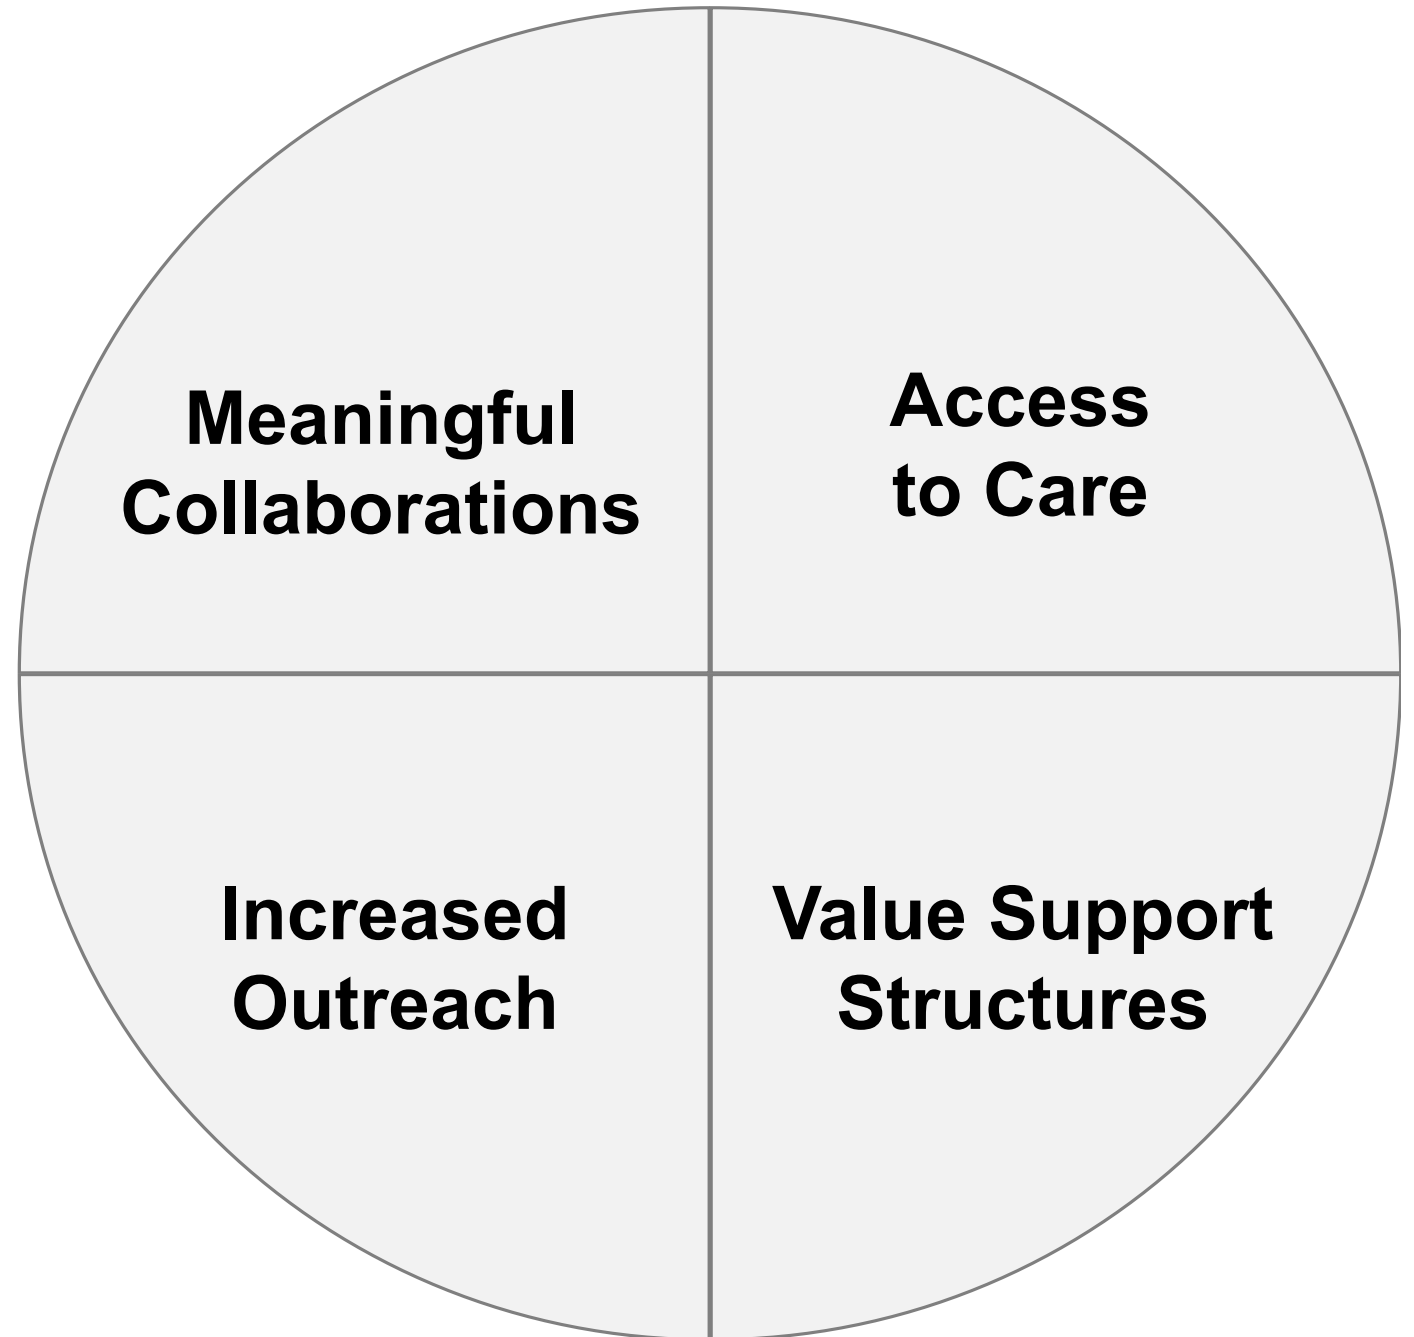 Meaningful
Collaborations
Access
to Care
Increased
Outreach
Value Support
Structures